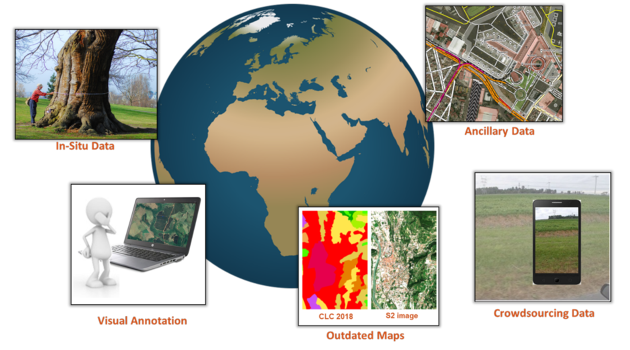 In-Situ Data
Ancillary Data
Visual Annotation
CLC 2018
S2 image
Outdated Maps
Crowdsourcing Data